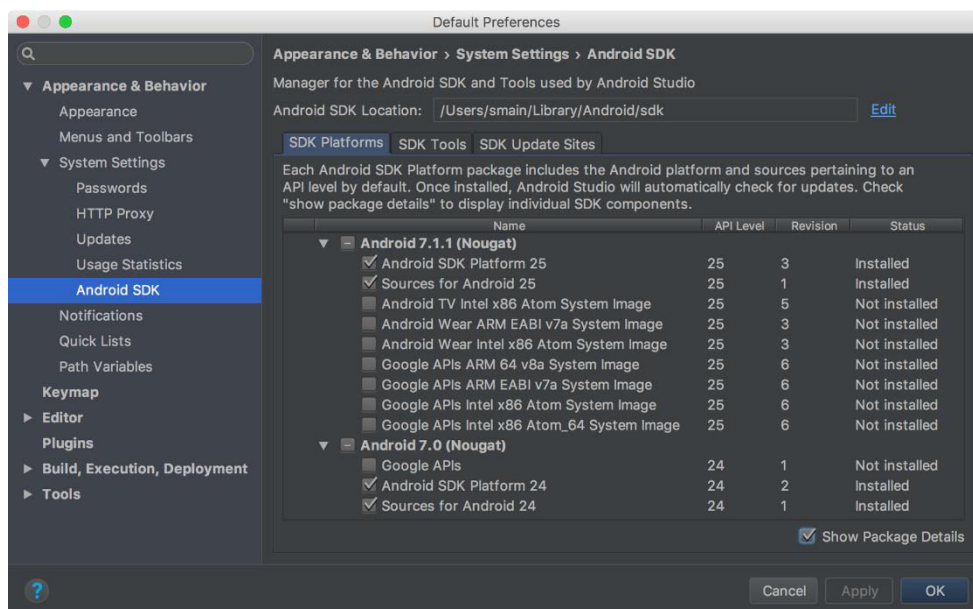 Default Preferences
Appearance & Behavior
Appearance
Menus and Toolbars
System Settings
Passwords
HTTP Proxy
Updates
Usage Statistics
Android SDK
Notifications
Quick Lists
Path Variables
Keymap
Editor
Plugins
Build, Execution, Deployment
Tools
Appearance & Behavior › System Settings › Android SDK
Manager for the Android SDK and Tools used by Android Studio
Android SDK Location: /Users/smain/Library/Android/sdk Edit
SDK Platforms SDK Tools SDK Update Sites
Each Android SDK Platform package includes the Android platform and sources pertaining to an
API level by default. Once installed, Android Studio will automatically check for updates. Check
"show package details" to display individual SDK components.
Name API Level Revision Status
Android 7.1.1 (Nougat)
Android SDK Platform 25 25 3 Installed
Sources for Android 25 25 1 Installed
Android TV Intel x86 Atom System Image 25 5 Not installed
Android Wear ARM EABI v7a System Image 25 3 Not installed
Android Wear Intel x86 Atom System Image 25 3 Not installed
Google APIs ARM 64 v8a System Image 25 6 Not installed
Google APIs ARM EABI v7a System Image 25 6 Not installed
Google APIs Intel x86 Atom System Image 25 6 Not installed
Google APIs Intel x86 Atom_64 System Image 25 6 Not installed
Android 7.0 (Nougat)
Google APIs 24 1 Not installed
Android SDK Platform 24 24 2 Installed
Sources for Android 24 24 1 Installed
Show Package Details
? Cancel Apply OK